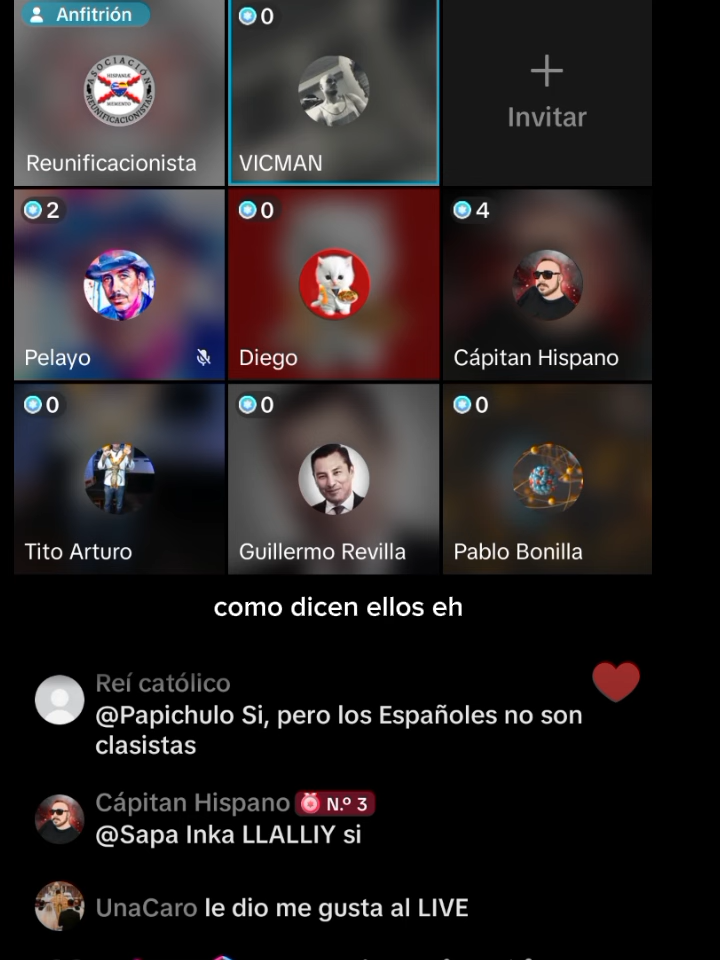 Anfitrión
0
ASOCIACIÓN
REUNIFICACIONISTAS
Invitar
Reunificacionista
VICMAN
2
0
4
Pelayo
Diego
Cápitan Hispano
0
0
0
Tito Arturo
Guillermo Revilla
Pablo Bonilla
como dicen ellos eh
Reí católico
@Papichulo Si, pero los Españoles no son
clasistas
Cápitan Hispano N.º 3
@Sapa Inka LLALLIY si
UnaCaro le dio me gusta al LIVE